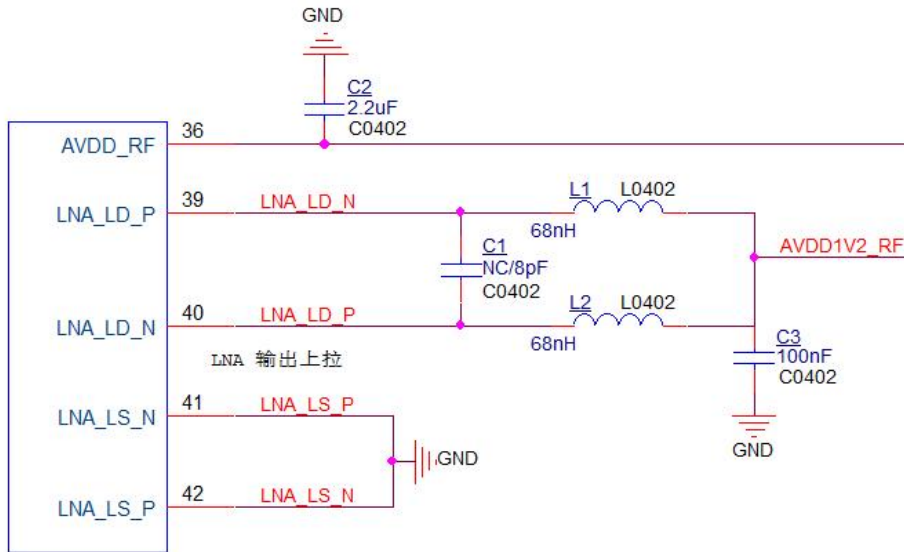 GND
C2
2.2uF
C0402
AVDD_RF
36
LNA_LD_P
39
LNA_LD_N
L1
L0402
68nH
C1
NC/8pF
C0402
AVDD1V2_RF
LNA_LD_N
40
LNA_LD_P
L2
L0402
68nH
C3
100nF
C0402
LNA 输出上拉
LNA_LS_N
41
LNA_LS_P
GND
GND
LNA_LS_P
42
LNA_LS_N